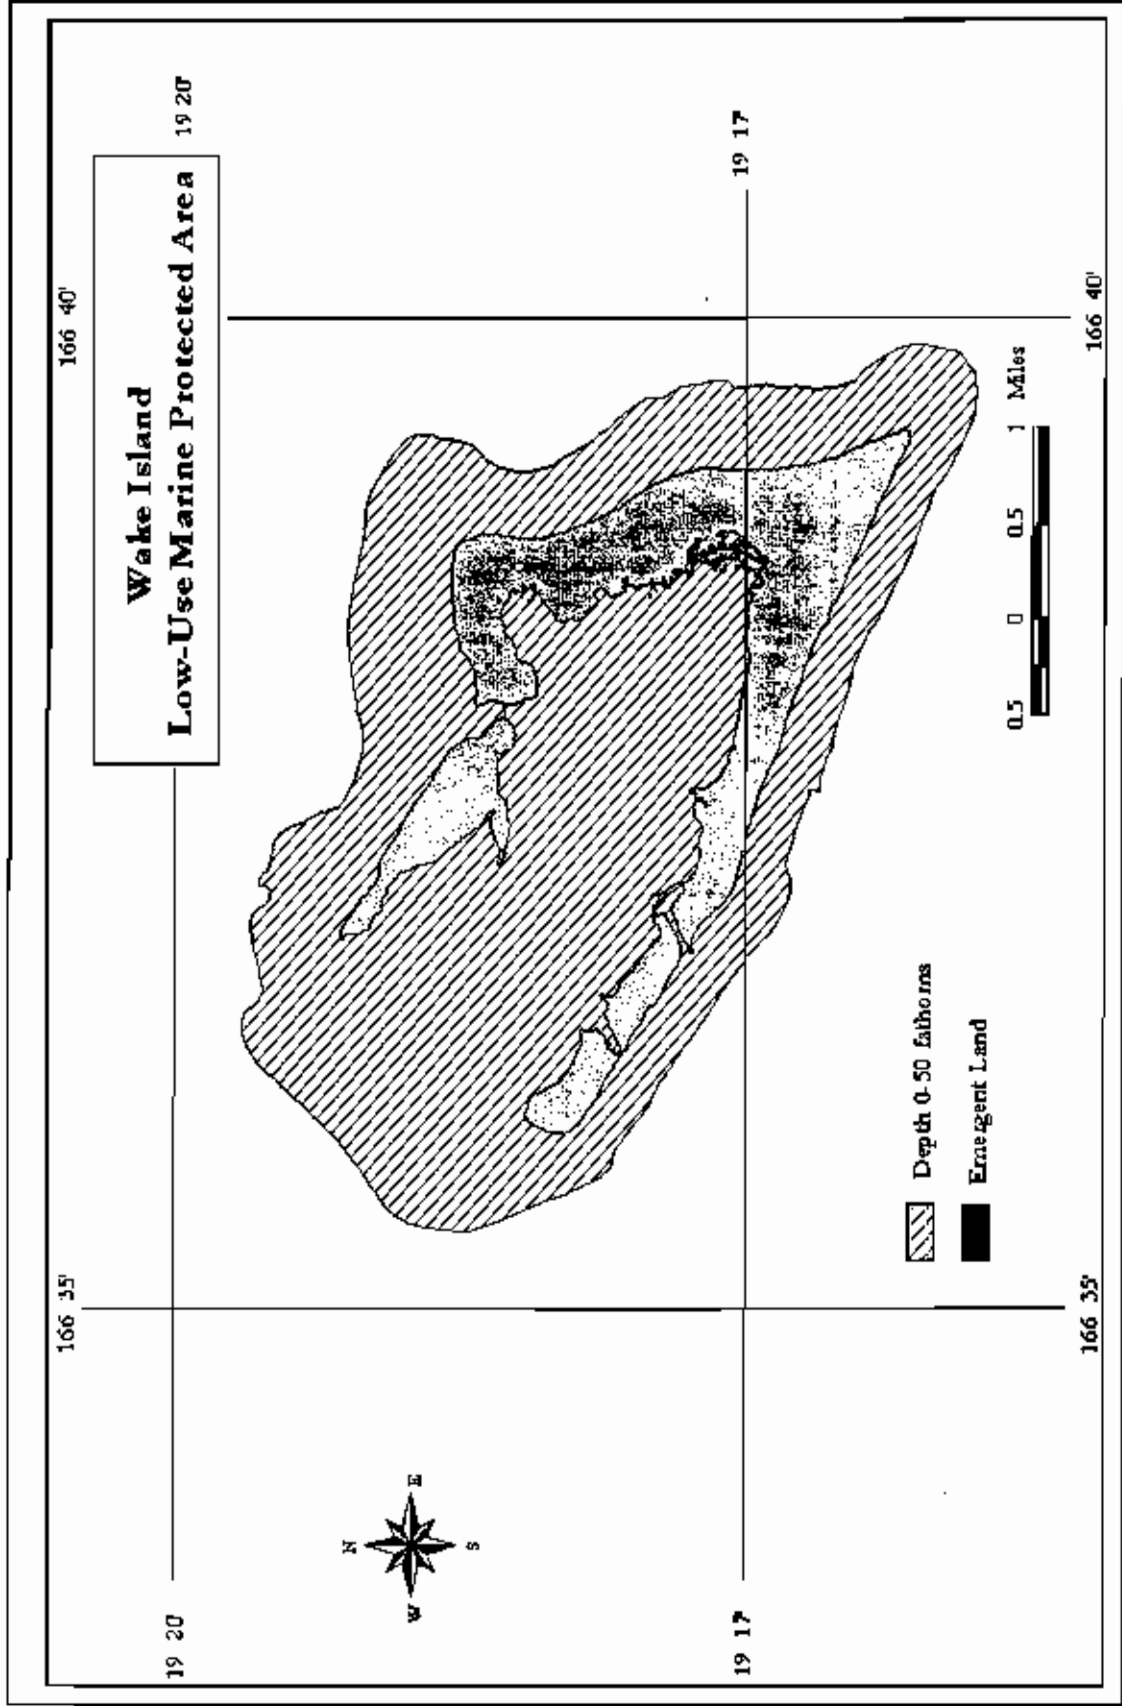 Wake Island
Low-Use Marine Protected Area
166 35'
166 40'
19 20'
19 20'
N
W
E
S
19 17'
19 17'
Depth 0-50 fathoms
Emergent Land
0.5
0
0.5
1
Miles
166 35'
166 40'